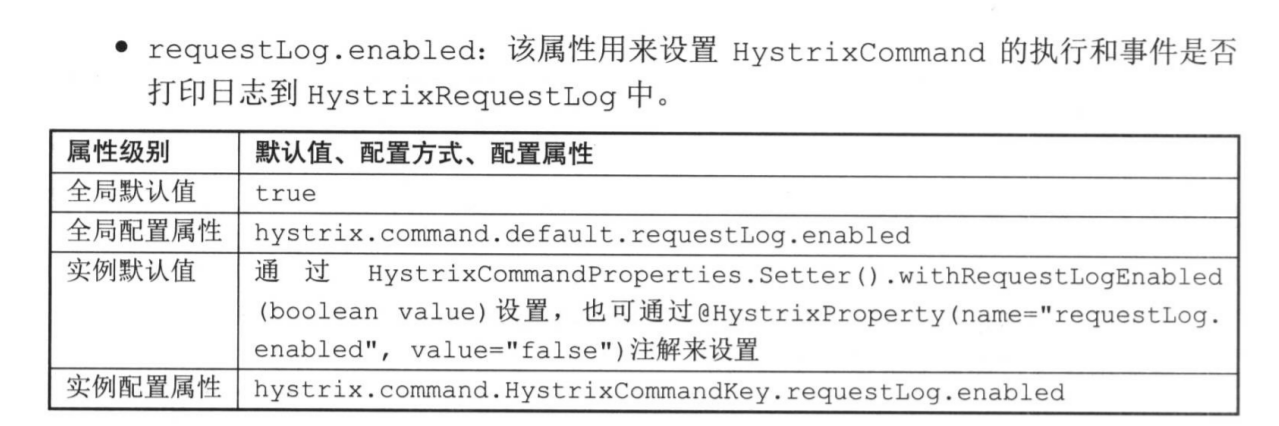 • requestLog.enabled: 该属性用来设置 HystrixCommand 的执行和事件是否
打印日志到 HystrixRequestLog 中。
属性级别 默认值、配置方式、配置属性
全局默认值 true
全局配置属性 hystrix.command.default.requestLog.enabled
实例默认值 通过 HystrixCommandProperties.Setter().withRequestLogEnabled
(boolean value)设置，也可通过@HystrixProperty(name="requestLog.
enabled", value="false")注解来设置
实例配置属性 hystrix.command.HystrixCommandKey.requestLog.enabled